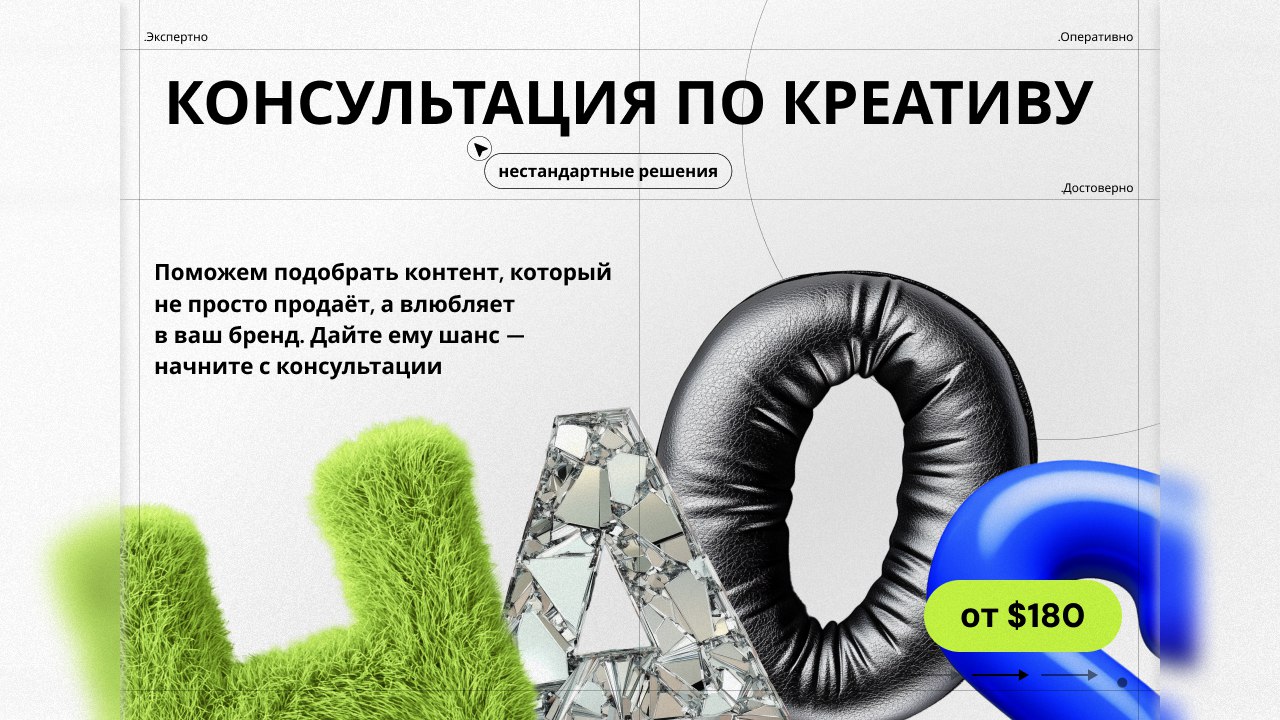 .Экспертно
.Оперативно
КОНСУЛЬТАЦИЯ ПО КРЕАТИВУ
нестандартные решения
.Достоверно
Поможем подобрать контент, который
не просто продаёт, а влюбляет
в ваш бренд. Дайте ему шанс —
начните с консультации
от $180